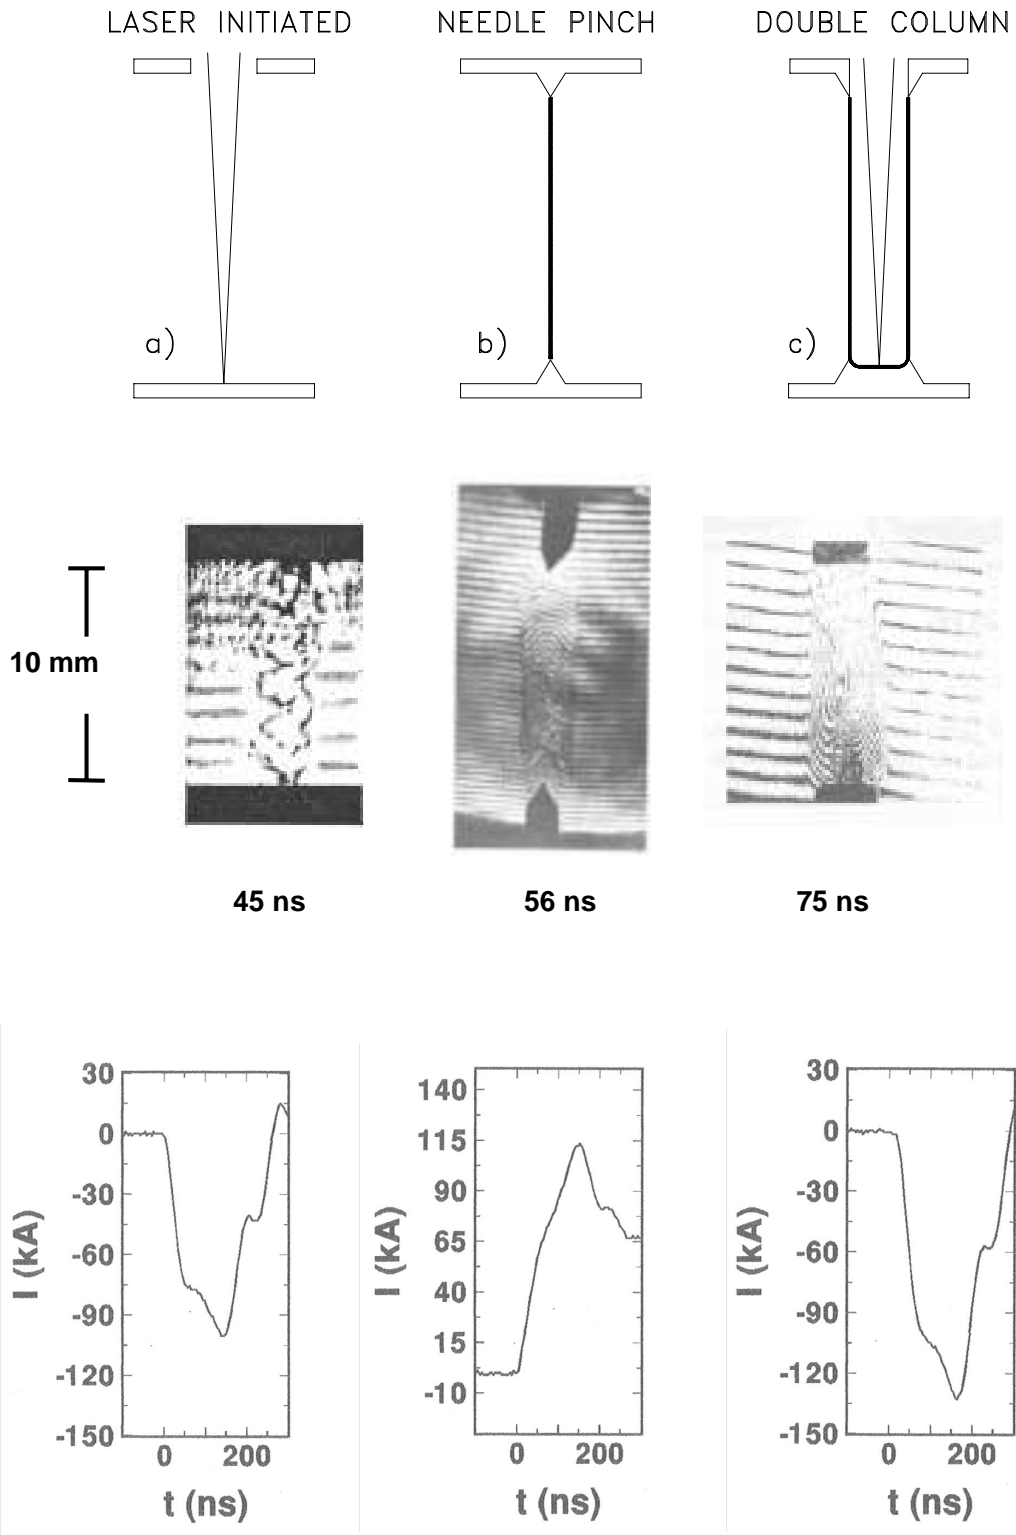 LASER INITIATED
NEEDLE PINCH
DOUBLE COLUMN
a)
b)
c)
10 mm
45 ns
56 ns
75 ns
30
0
-30
-60
-90
-120
-150
I (kA)
0 200
t (ns)
140
115
90
65
40
15
-10
I (kA)
0 200
t (ns)
30
0
-30
-60
-90
-120
-150
I (kA)
0 200
t (ns)